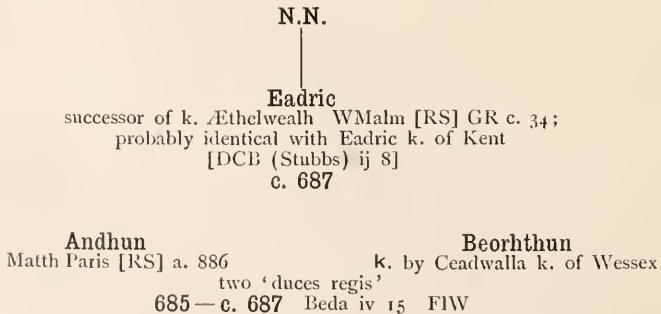 N.N.
Eadric
successor of k. Æthelwealh WMalm [RS] GR c. 34;
probably identical with Eadric k. of Kent
[DCB (Stubbs) ij 8]
c. 687
Andhun Beorhthun
Matth Paris [RS] a. 886 k. by Ceadwalla k. of Wessex
two ‘duces regis’
685 — c. 687 Beda iv 15 FlW